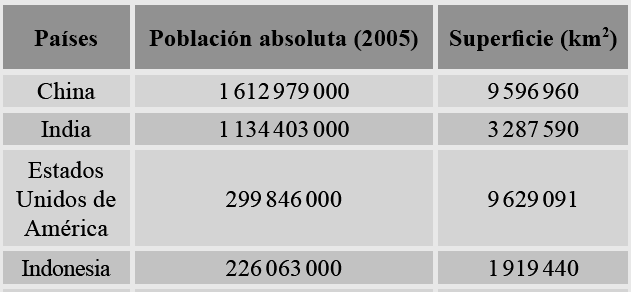 Países Población absoluta (2005) Superficie (km²)
China 1 612 979 000 9 596 960
India 1 134 403 000 3 287 590
Estados
Unidos de 299 846 000 9 629 091
América
Indonesia 226 063 000 1 919 440